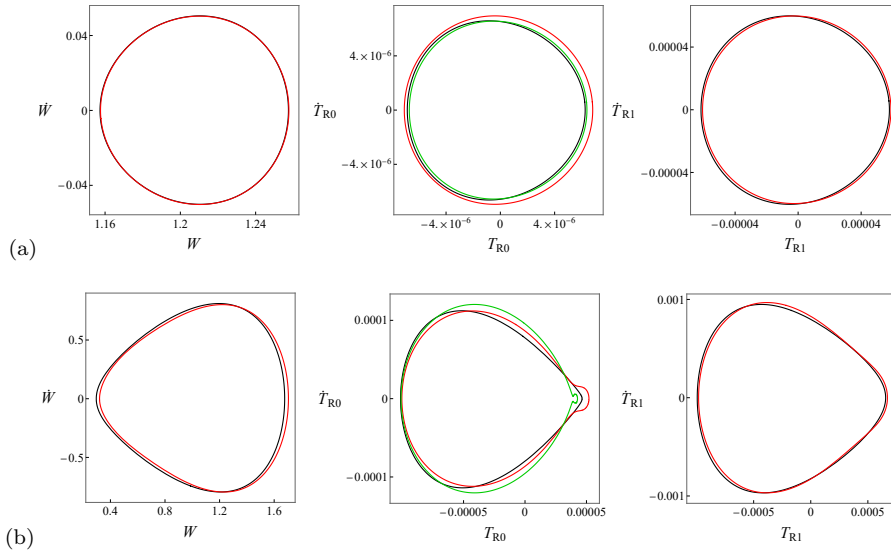 0.04
0
−0.04
Ẇ
1.16
1.2
1.24
W
4.×10⁻⁶
0
−4.×10⁻⁶
Ṫ_R0
−4.×10⁻⁶
0
4.×10⁻⁶
T_R0
0.00004
0
−0.00004
Ṫ_R1
−0.00004
0
0.00004
T_R1
(a)
0.5
0
−0.5
Ẇ
0.4
0.8
1.2
1.6
W
0.0001
0
−0.0001
Ṫ_R0
−0.00005
0.00005
T_R0
0.001
0
−0.001
Ṫ_R1
−0.0005
0
0.0005
T_R1
(b)